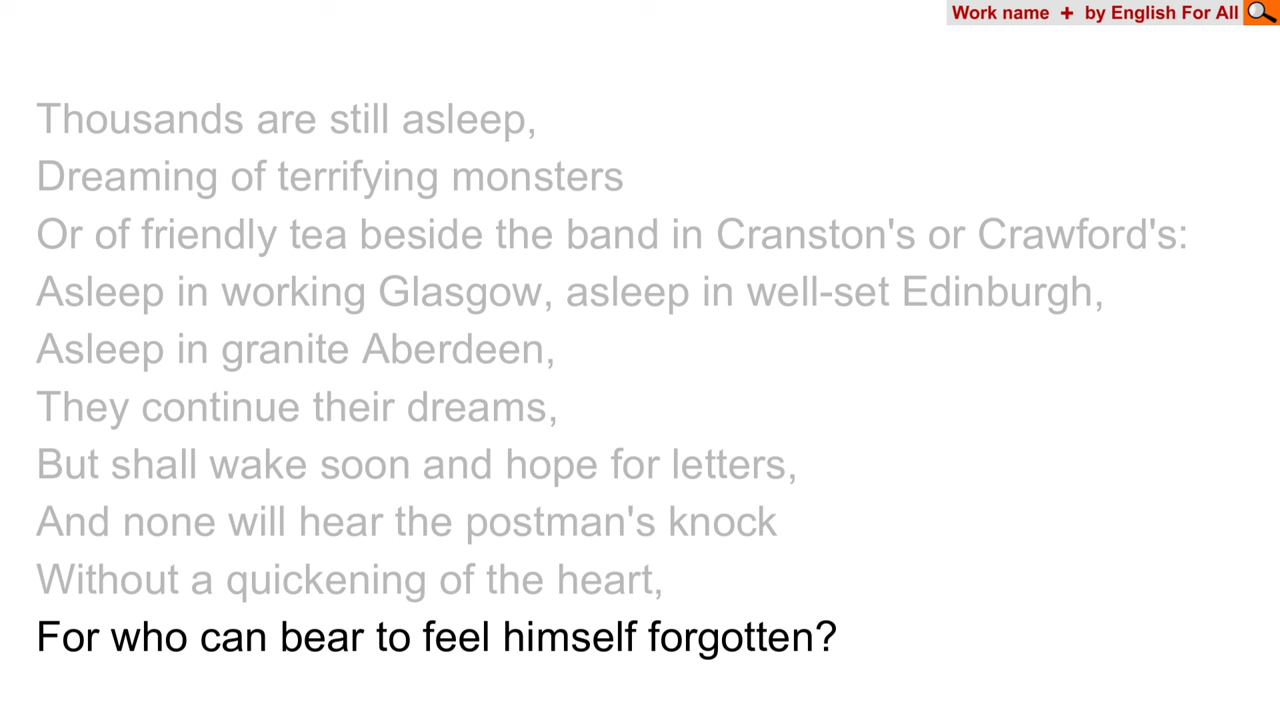 Work name + by English For All
Thousands are still asleep,
Dreaming of terrifying monsters
Or of friendly tea beside the band in Cranston's or Crawford's:
Asleep in working Glasgow, asleep in well-set Edinburgh,
Asleep in granite Aberdeen,
They continue their dreams,
But shall wake soon and hope for letters,
And none will hear the postman's knock
Without a quickening of the heart,
For who can bear to feel himself forgotten?